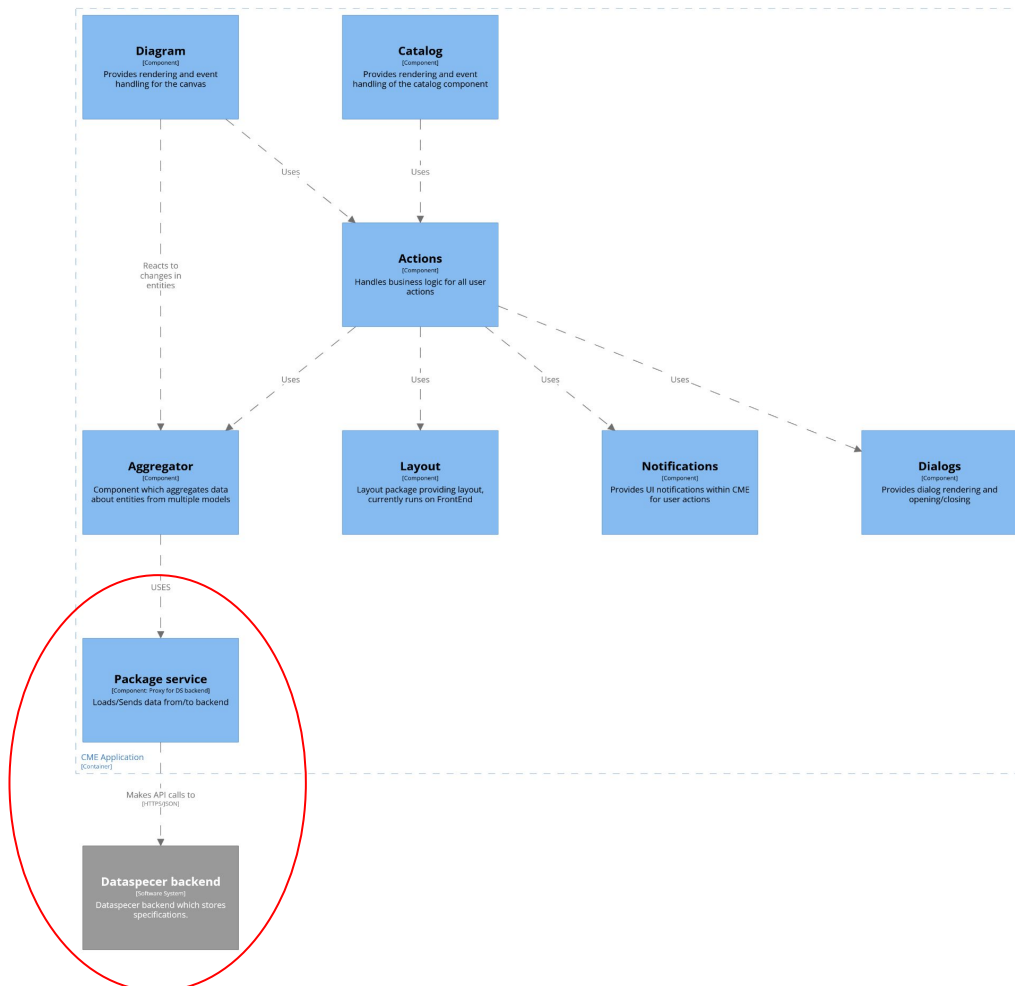 Diagram
[Component]
Provides rendering and event
handling for the canvas
Catalog
[Component]
Provides rendering and event
handling of the catalog component
Uses
Uses
Actions
[Component]
Handles business logic for all user
actions
Reacts to
changes in
entities
Uses
Uses
Uses
Uses
Aggregator
[Component]
Component which aggregates data
about entities from multiple models
Layout
[Component]
Layout package providing layout,
currently runs on FrontEnd
Notifications
[Component]
Provides UI notifications within CME
for user actions
Dialogs
[Component]
Provides dialog rendering and
opening/closing
USES
Package service
[Component: Proxy for DS backend]
Loads/Sends data from/to backend
CME Application
[Container]
Makes API calls to
[HTTPS/JSON]
Dataspecer backend
[Software System]
Dataspecer backend which stores
specifications.